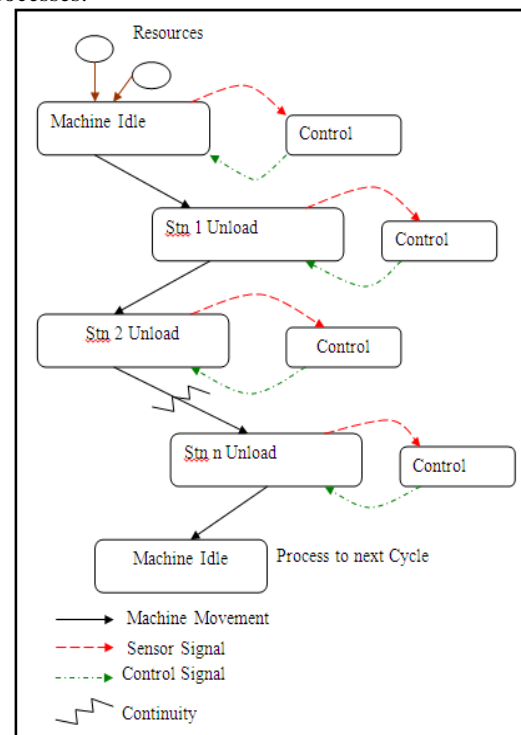 ocesses.
Resources
Machine Idle
Control
Stn 1 Unload
Control
Stn 2 Unload
Control
Stn n Unload
Control
Machine Idle
Process to next Cycle
Machine Movement
Sensor Signal
Control Signal
Continuity